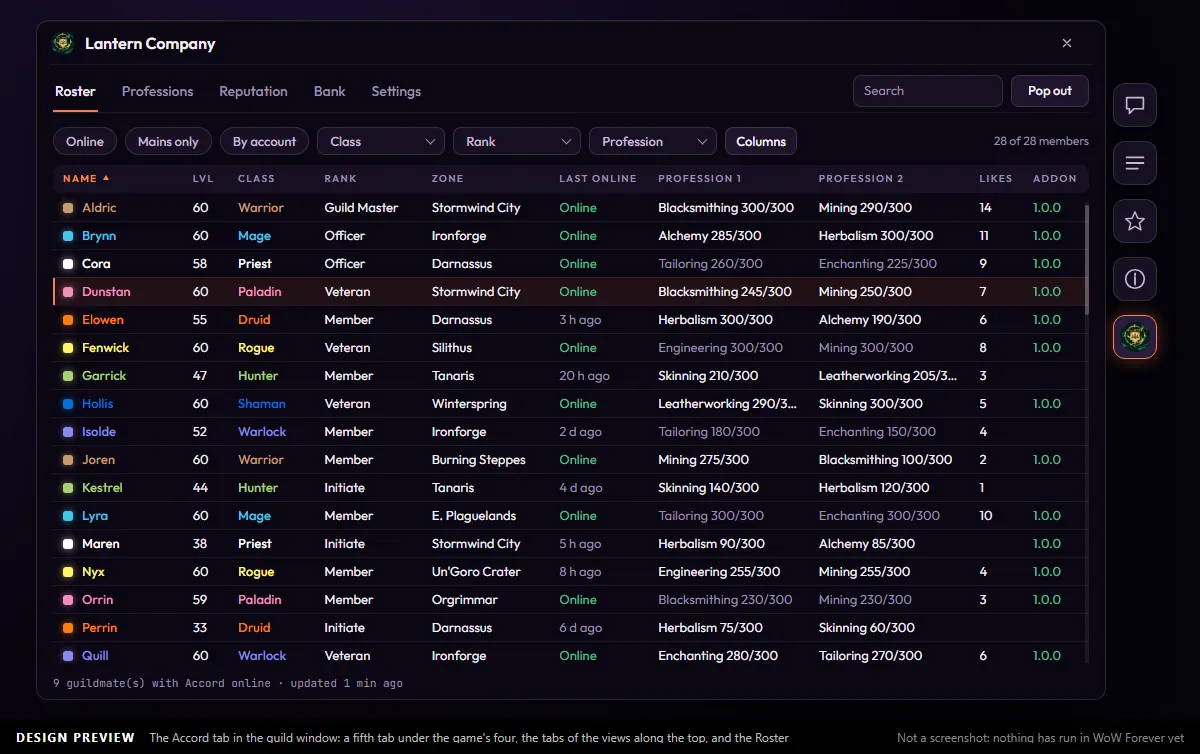 Lantern Company
Roster Professions Reputation Bank Settings Search Pop out
Online Mains only By account Class Rank Profession Columns 28 of 28 members
NAME LVL CLASS RANK ZONE LAST ONLINE PROFESSION 1 PROFESSION 2 LIKES ADDON
Aldric 60 Warrior Guild Master Stormwind City Online Blacksmithing 300/300 Mining 290/300 14 1.0.0
Brynn 60 Mage Officer Ironforge Online Alchemy 285/300 Herbalism 300/300 11 1.0.0
Cora 58 Priest Officer Darnassus Online Tailoring 260/300 Enchanting 225/300 9 1.0.0
Dunstan 60 Paladin Veteran Stormwind City Online Blacksmithing 245/300 Mining 250/300 7 1.0.0
Elowen 55 Druid Member Darnassus 3 h ago Herbalism 300/300 Alchemy 190/300 6 1.0.0
Fenwick 60 Rogue Veteran Silithus Online Engineering 300/300 Mining 300/300 8 1.0.0
Garrick 47 Hunter Member Tanaris 20 h ago Skinning 210/300 Leatherworking 205/3... 3
Hollis 60 Shaman Veteran Winterspring Online Leatherworking 290/3... Skinning 300/300 5 1.0.0
Isolde 52 Warlock Member Ironforge 2 d ago Tailoring 180/300 Enchanting 150/300 4
Joren 60 Warrior Member Burning Steppes Online Mining 275/300 Blacksmithing 100/300 2 1.0.0
Kestrel 44 Hunter Initiate Tanaris 4 d ago Skinning 140/300 Herbalism 120/300 1
Lyra 60 Mage Member E. Plaguelands Online Tailoring 300/300 Enchanting 300/300 10 1.0.0
Maren 38 Priest Initiate Stormwind City 5 h ago Herbalism 90/300 Alchemy 85/300 1.0.0
Nyx 60 Rogue Member Un'Goro Crater 8 h ago Engineering 255/300 Mining 255/300 4 1.0.0
Orrin 59 Paladin Member Orgrimmar Online Blacksmithing 230/300 Mining 230/300 3 1.0.0
Perrin 33 Druid Initiate Darnassus 6 d ago Herbalism 75/300 Skinning 60/300
Quill 60 Warlock Veteran Ironforge Online Enchanting 280/300 Tailoring 270/300 6 1.0.0
9 guildmate(s) with Accord online · updated 1 min ago
DESIGN PREVIEW The Accord tab in the guild window: a fifth tab under the game's four, the tabs of the views along the top, and the Roster Not a screenshot: nothing has run in WoW Forever yet